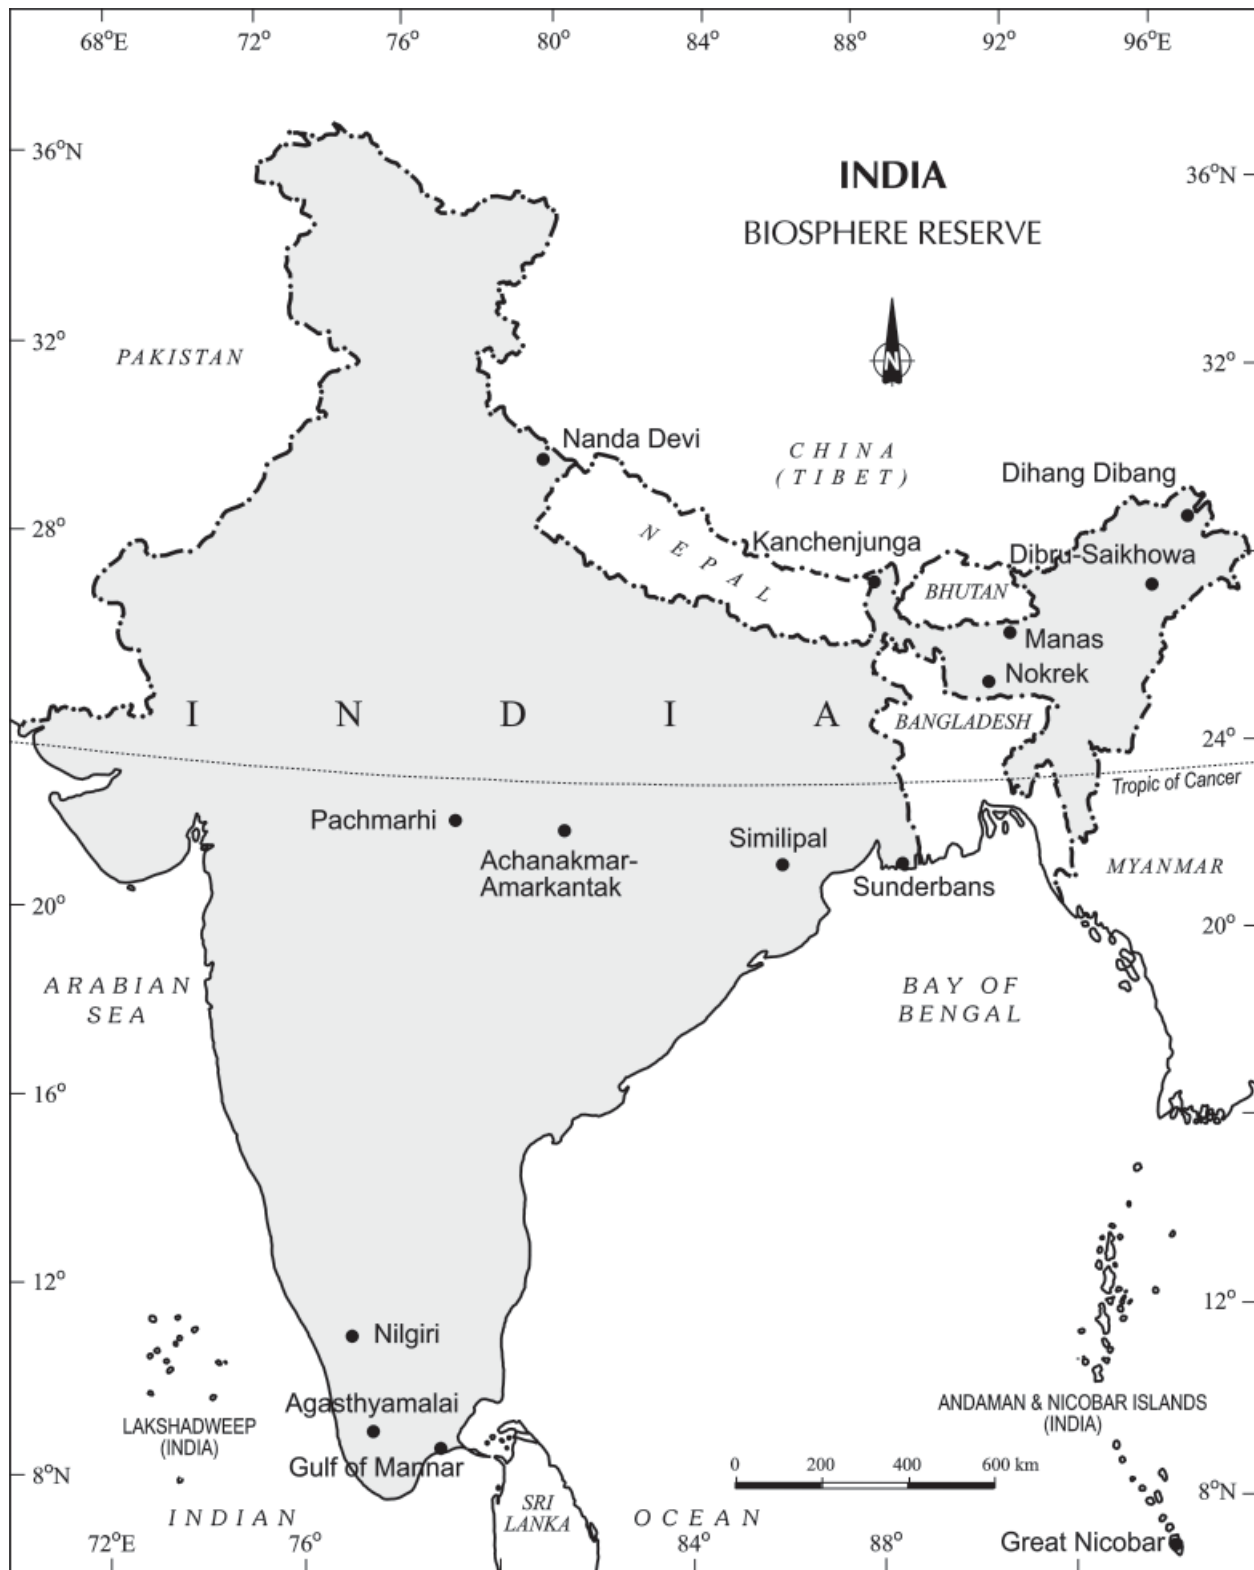 68°E 72° 76° 80° 84° 88° 92° 96°E
36°N
INDIA
36°N
BIOSPHERE RESERVE
N
32°
PAKISTAN
32°
Nanda Devi
CHINA
(TIBET)
Dihang Dibang
28°
NEPAL
Kanchenjunga
Dibru-Saikhowa
BHUTAN
Manas
Nokrek
INDIA
BANGLADESH
24°
Tropic of Cancer
Pachmarhi
Achanakmar-
Amarkantak
Similipal
Sunderbans
MYANMAR
20°
20°
ARABIAN
SEA
BAY OF
BENGAL
16°
12°
12°
Nilgiri
Agasthyamalai
LAKSHADWEEP
(INDIA)
ANDAMAN & NICOBAR ISLANDS
(INDIA)
Gulf of Mannar
0 200 400 600 km
8°N
8°N
SRI
LANKA
INDIAN OCEAN
Great Nicobar
72°E 76° 84° 88°